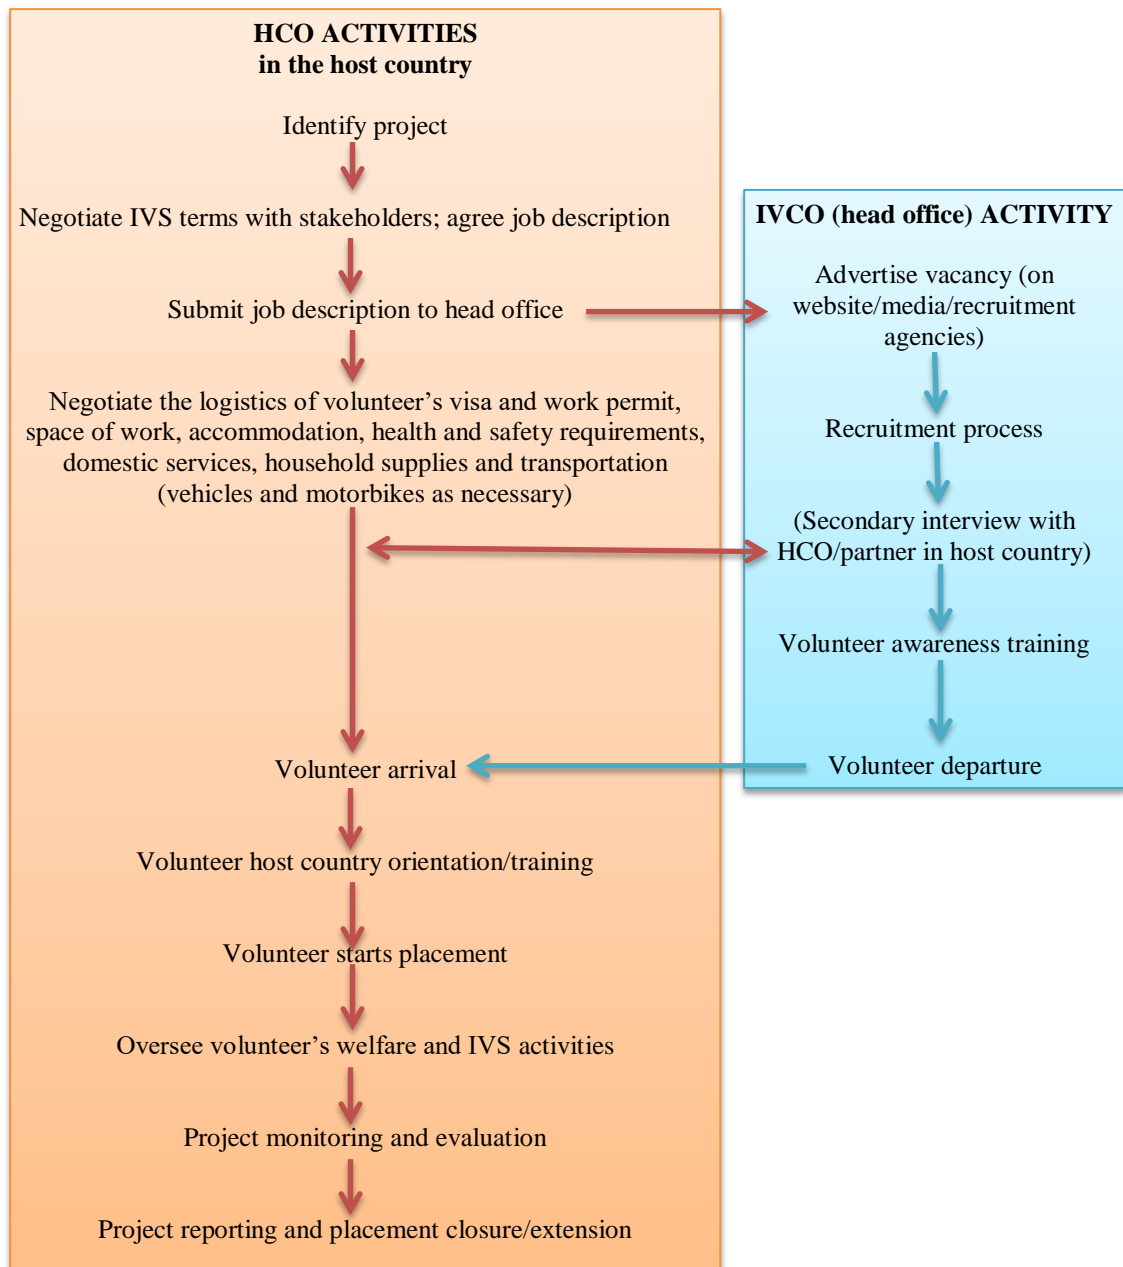 HCO ACTIVITIES
in the host country
Identify project
Negotiate IVS terms with stakeholders; agree job description
Submit job description to head office
Negotiate the logistics of volunteer’s visa and work permit,
space of work, accommodation, health and safety requirements,
domestic services, household supplies and transportation
(vehicles and motorbikes as necessary)
Volunteer arrival
Volunteer host country orientation/training
Volunteer starts placement
Oversee volunteer’s welfare and IVS activities
Project monitoring and evaluation
Project reporting and placement closure/extension
IVCO (head office) ACTIVITY
Advertise vacancy (on
website/media/recruitment
agencies)
Recruitment process
(Secondary interview with
HCO/partner in host country)
Volunteer awareness training
Volunteer departure